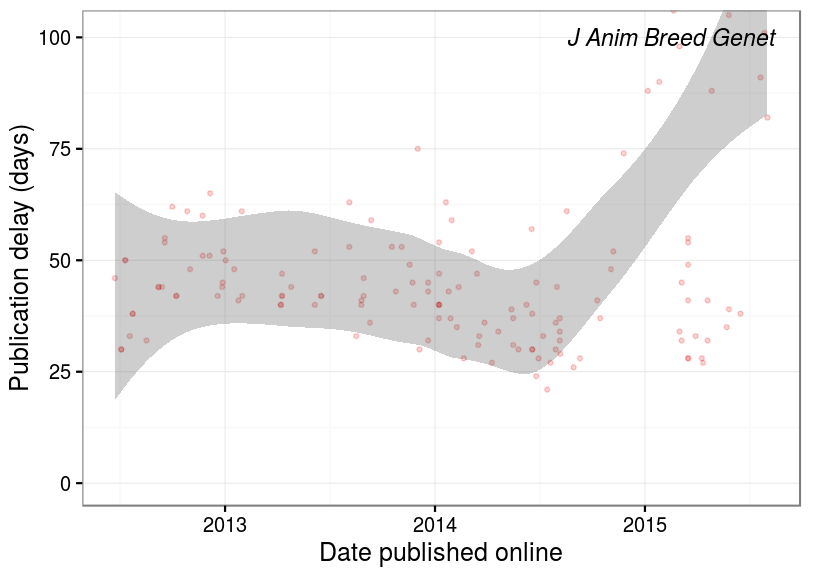 J Anim Breed Genet
100
75
50
25
0
Publication delay (days)
2013 2014 2015
Date published online